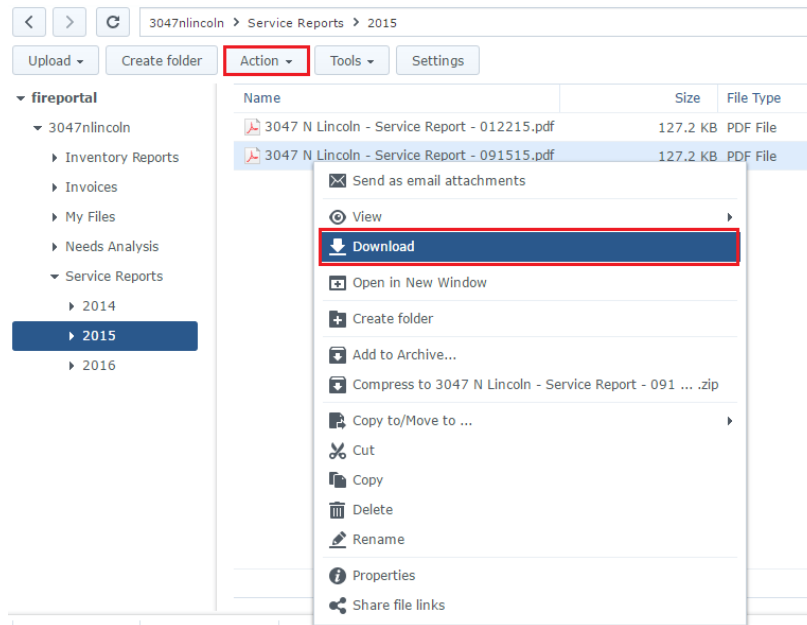 3047nlincoln > Service Reports > 2015
Upload Create folder Action Tools Settings
fireportal
3047nlincoln
Inventory Reports
Invoices
My Files
Needs Analysis
Service Reports
2014
2015
2016
Name Size File Type
3047 N Lincoln - Service Report - 012215.pdf 127.2 KB PDF File
3047 N Lincoln - Service Report - 091515.pdf 127.2 KB PDF File
Send as email attachments
View
Download
Open in New Window
Create folder
Add to Archive...
Compress to 3047 N Lincoln - Service Report - 091 ... .zip
Copy to/Move to ...
Cut
Copy
Delete
Rename
Properties
Share file links